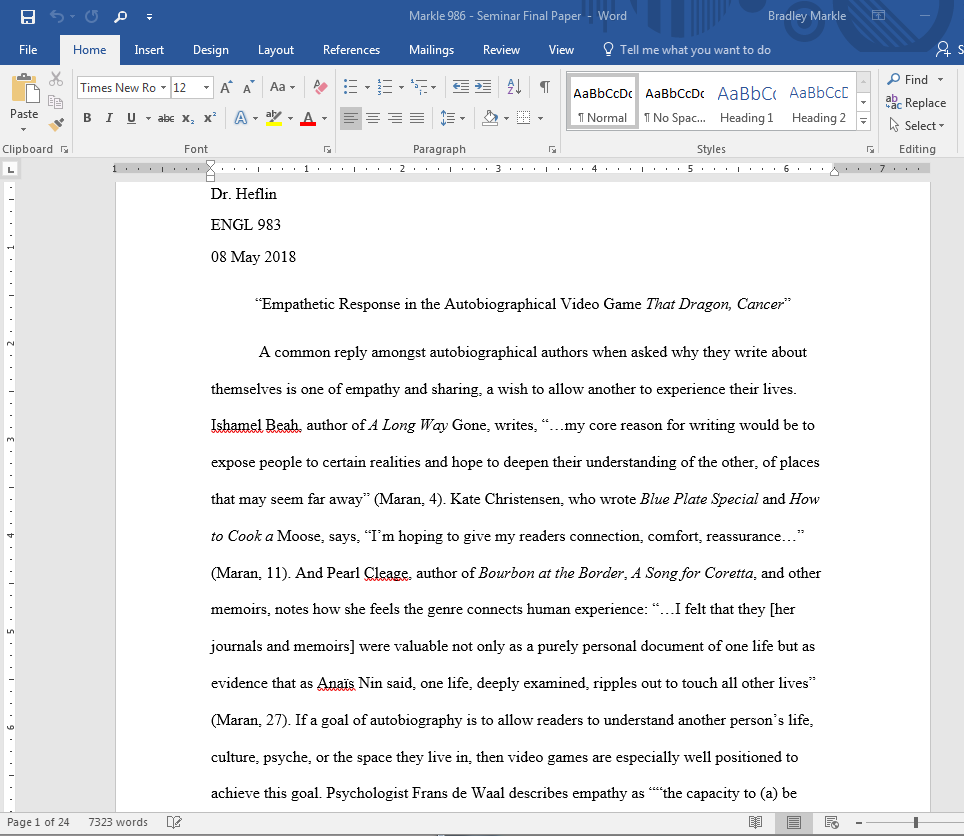 Markle 986 - Seminar Final Paper - Word Bradley Markle
File Home Insert Design Layout References Mailings Review View Tell me what you want to do S
Paste
Times New Ro 12 A A Aa
B I U abc x₂ x² A A
AaBbCcDc AaBbCcDc AaBbCc AaBbCcD
¶ Normal ¶ No Spac... Heading 1 Heading 2
Find
Replace
Select
Clipboard Font Paragraph Styles Editing
1 1 2 3 4 5 6 7
Dr. Heflin
ENGL 983
08 May 2018
“Empathetic Response in the Autobiographical Video Game That Dragon, Cancer”
A common reply amongst autobiographical authors when asked why they write about
themselves is one of empathy and sharing, a wish to allow another to experience their lives.
Ishamel Beah, author of A Long Way Gone, writes, “…my core reason for writing would be to
expose people to certain realities and hope to deepen their understanding of the other, of places
that may seem far away” (Maran, 4). Kate Christensen, who wrote Blue Plate Special and How
to Cook a Moose, says, “I’m hoping to give my readers connection, comfort, reassurance…”
(Maran, 11). And Pearl Cleage, author of Bourbon at the Border, A Song for Coretta, and other
memoirs, notes how she feels the genre connects human experience: “…I felt that they [her
journals and memoirs] were valuable not only as a purely personal document of one life but as
evidence that as Anaïs Nin said, one life, deeply examined, ripples out to touch all other lives”
(Maran, 27). If a goal of autobiography is to allow readers to understand another person’s life,
culture, psyche, or the space they live in, then video games are especially well positioned to
achieve this goal. Psychologist Frans de Waal describes empathy as ““the capacity to (a) be
Page 1 of 24 7323 words